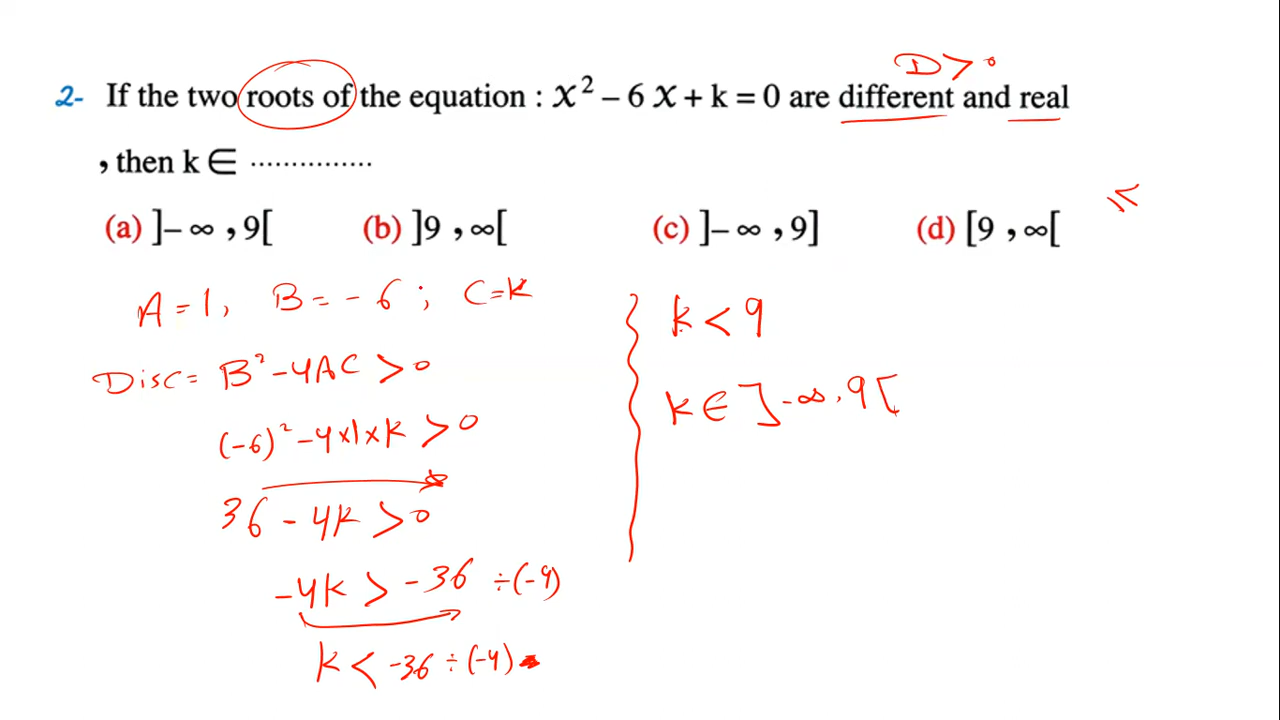 D > 0
2- If the two roots of the equation : x² – 6 x + k = 0 are different and real
, then k ∈ ...............
(a) ]– ∞ , 9[ (b) ]9 , ∞[ (c) ]– ∞ , 9] (d) [9 , ∞[
A = 1, B = -6 ; C = k
Disc = B² - 4AC > 0
(-6)² - 4×1×k > 0
36 - 4k > 0
-4k > -36 ÷(-4)
k < -36 ÷ (-4)
k < 9
k ∈ ]-∞, 9[